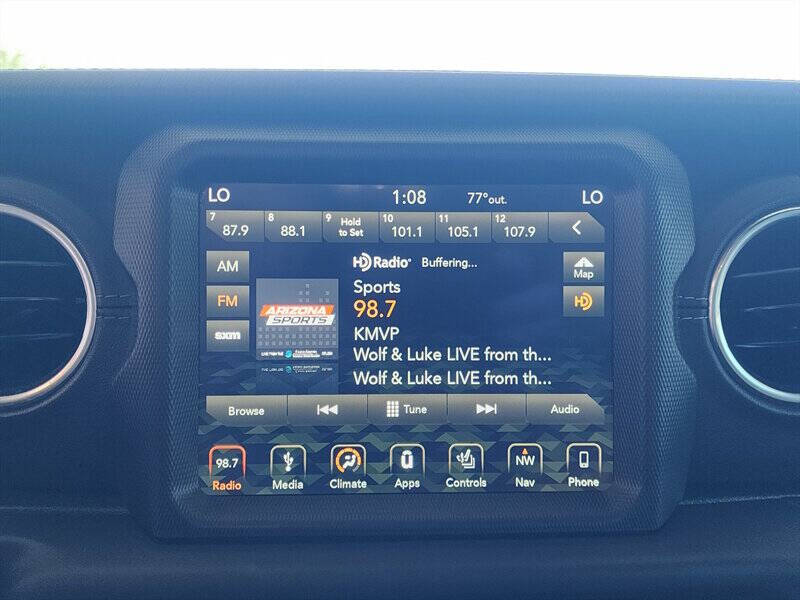 LO 1:08 77°out. LO
7 87.9 8 88.1 9 Hold to Set 10 101.1 11 105.1 12 107.9
AM HD Radio Buffering... Map
FM Sports HD
98.7
ARIZONA SPORTS
sxm KMVP
Wolf & Luke LIVE from th...
Wolf & Luke LIVE from th...
Browse Tune Audio
98.7 NW
Radio Media Climate Apps Controls Nav Phone